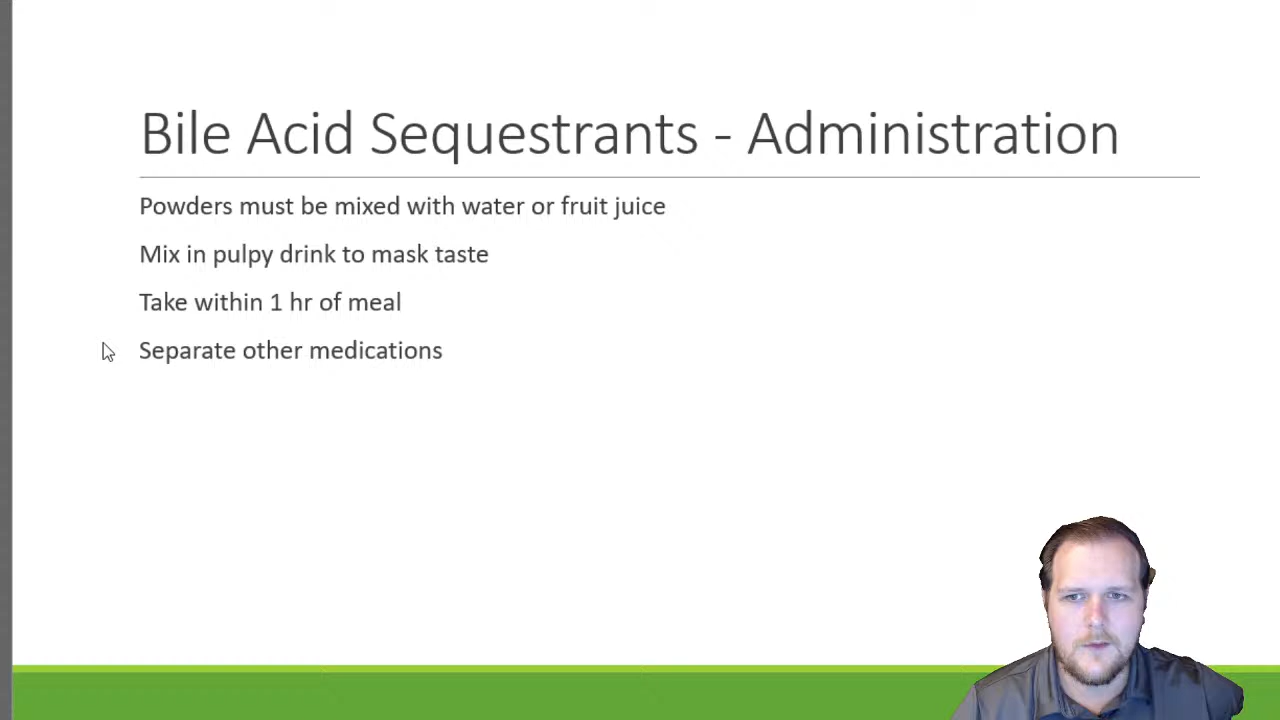 Bile Acid Sequestrants - Administration
Powders must be mixed with water or fruit juice
Mix in pulpy drink to mask taste
Take within 1 hr of meal
Separate other medications